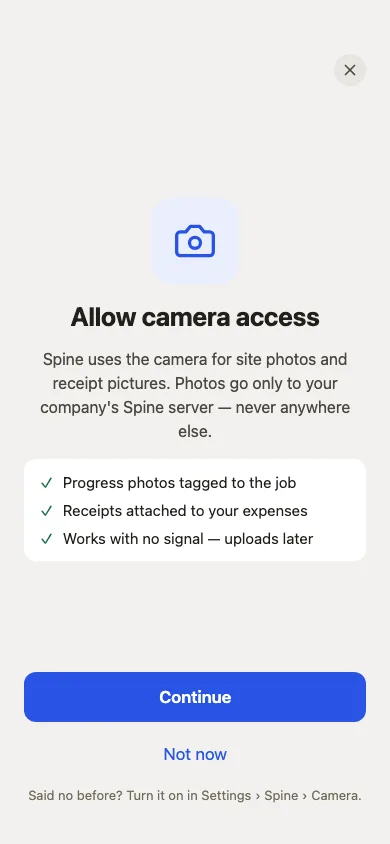 Allow camera access
Spine uses the camera for site photos and
receipt pictures. Photos go only to your
company's Spine server — never anywhere
else.
Progress photos tagged to the job
Receipts attached to your expenses
Works with no signal — uploads later
Continue
Not now
Said no before? Turn it on in Settings › Spine › Camera.